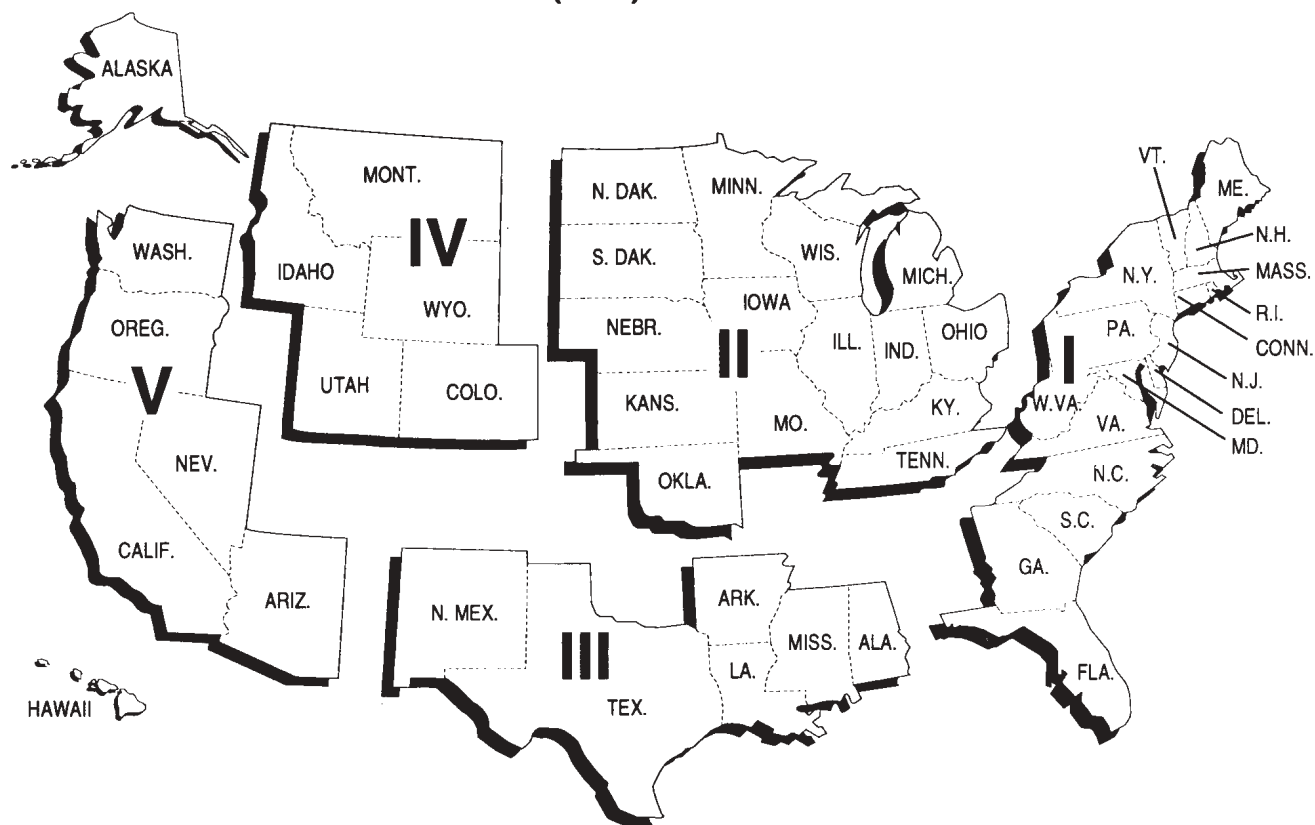 ALASKA
VT.
ME.
MONT.
N. DAK.
MINN.
IV
N.H.
WASH.
S. DAK.
WIS.
MICH.
N.Y.
MASS.
IDAHO
WYO.
IOWA
R.I.
OREG.
NEBR.
II
ILL.
IND.
OHIO
PA.
I
CONN.
V
UTAH
COLO.
KANS.
MO.
KY.
W.VA.
VA.
N.J.
DEL.
MD.
NEV.
OKLA.
TENN.
N.C.
S.C.
CALIF.
ARIZ.
N. MEX.
ARK.
GA.
III
MISS.
ALA.
LA.
TEX.
FLA.
HAWAII